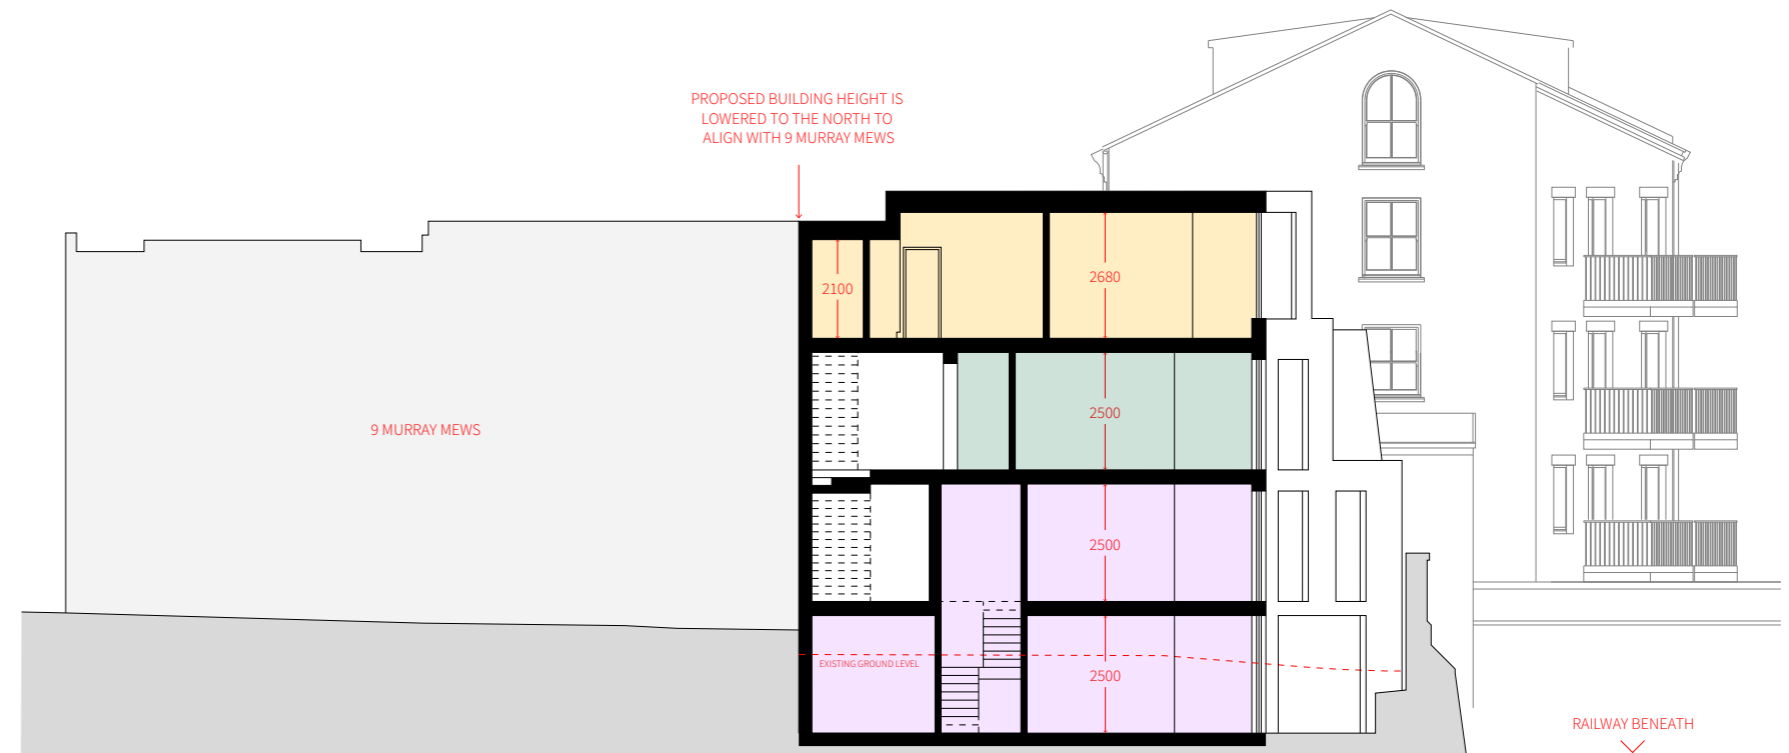 PROPOSED BUILDING HEIGHT IS
LOWERED TO THE NORTH TO
ALIGN WITH 9 MURRAY MEWS
2100
2680
9 MURRAY MEWS
2500
2500
EXISTING GROUND LEVEL
2500
RAILWAY BENEATH